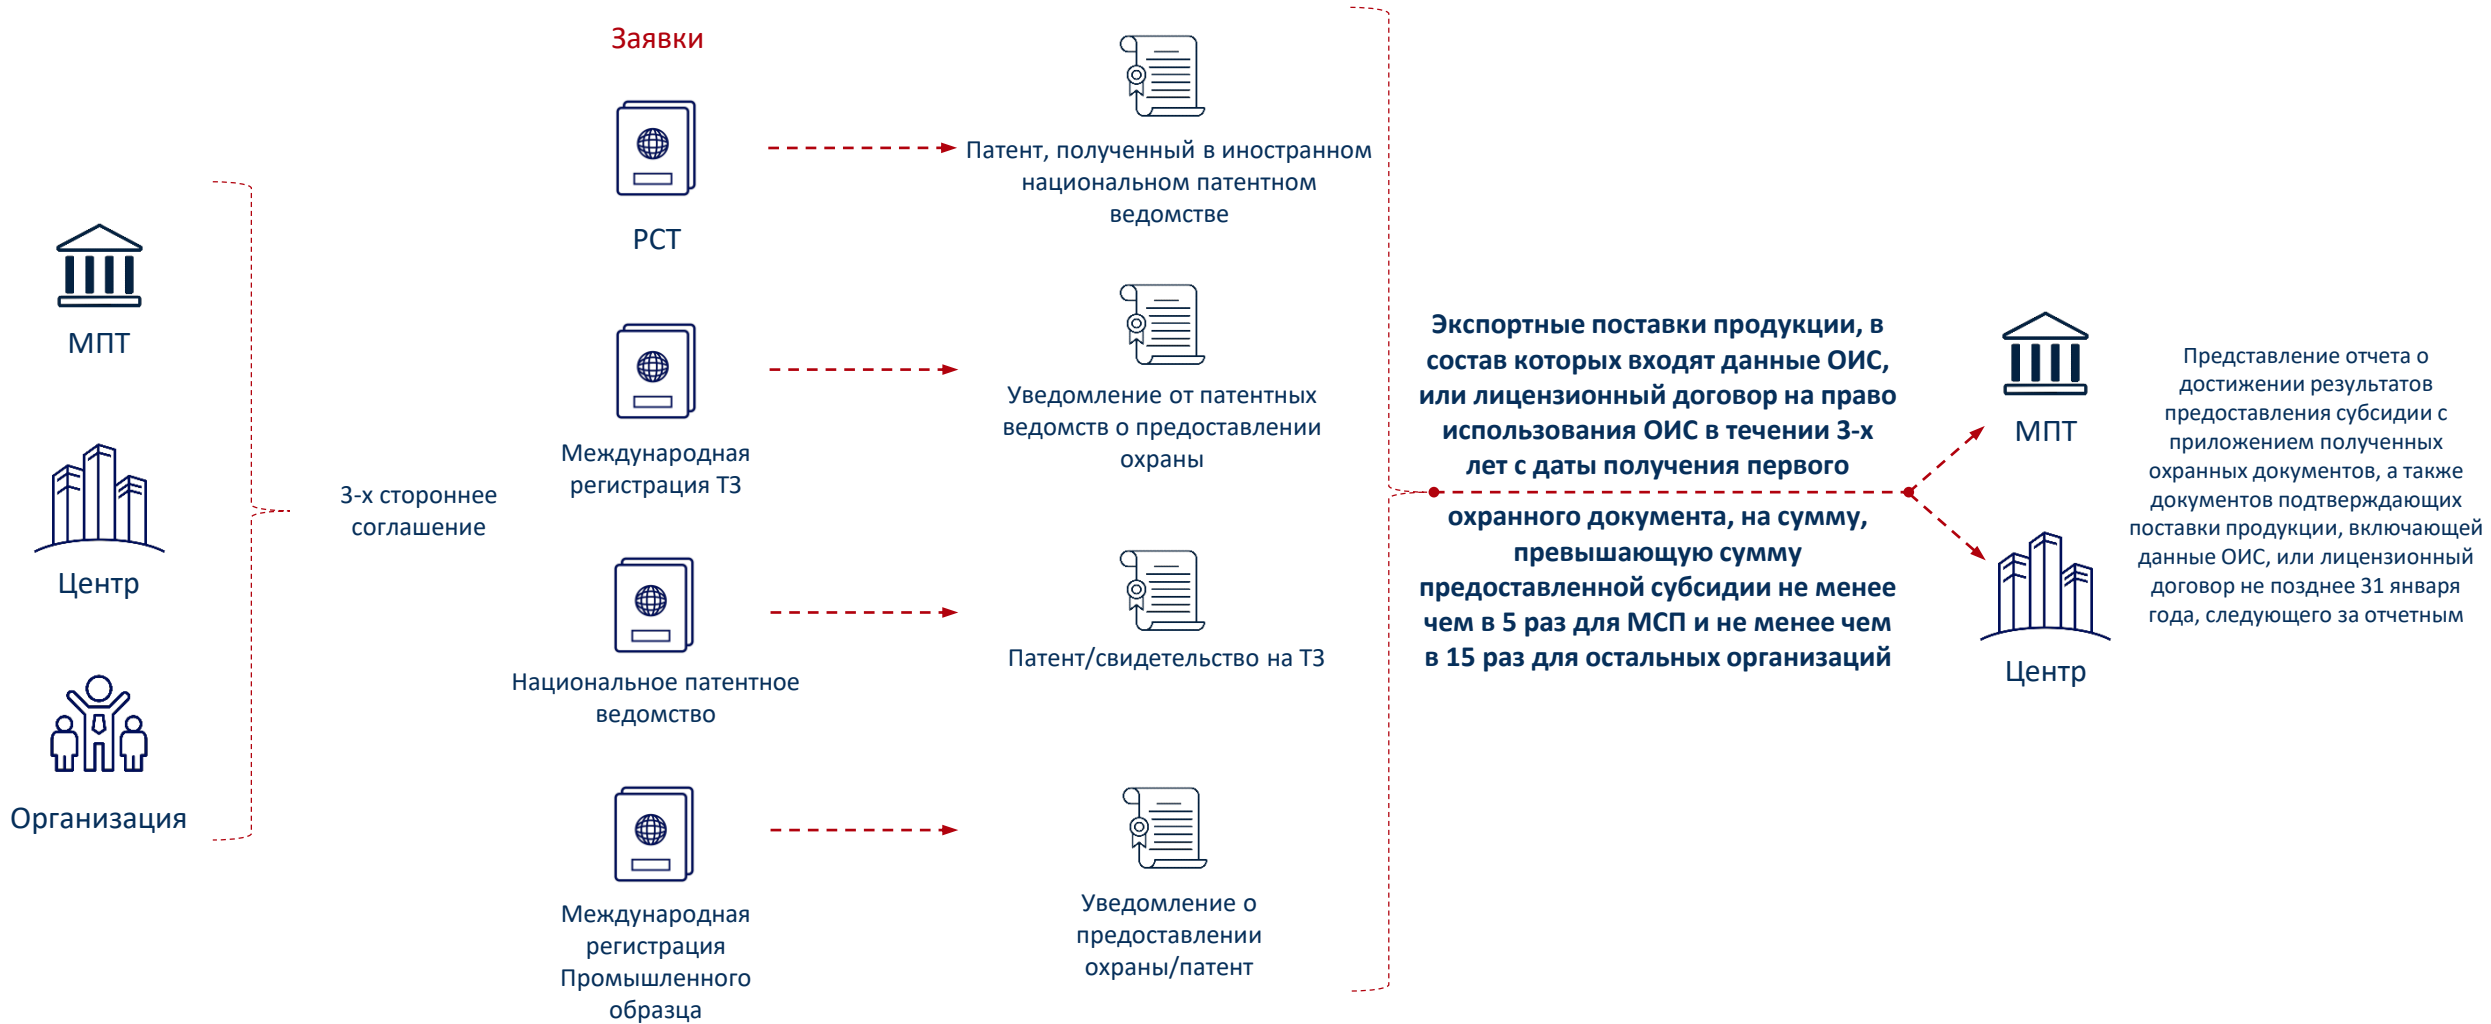 МПТ
Центр
Организация
3-х стороннее
соглашение
Заявки
PCT
Международная
регистрация ТЗ
Национальное патентное
ведомство
Международная
регистрация
Промышленного
образца
Патент, полученный в иностранном
национальном патентном
ведомстве
Уведомление от патентных
ведомств о предоставлении
охраны
Патент/свидетельство на ТЗ
Уведомление о
предоставлении
охраны/патент
Экспортные поставки продукции, в
состав которых входят данные ОИС,
или лицензионный договор на право
использования ОИС в течении 3-х
лет с даты получения первого
охранного документа, на сумму,
превышающую сумму
предоставленной субсидии не менее
чем в 5 раз для МСП и не менее чем
в 15 раз для остальных организаций
МПТ
Центр
Представление отчета о
достижении результатов
предоставления субсидии с
приложением полученных
охранных документов, а также
документов подтверждающих
поставки продукции, включающей
данные ОИС, или лицензионный
договор не позднее 31 января
года, следующего за отчетным